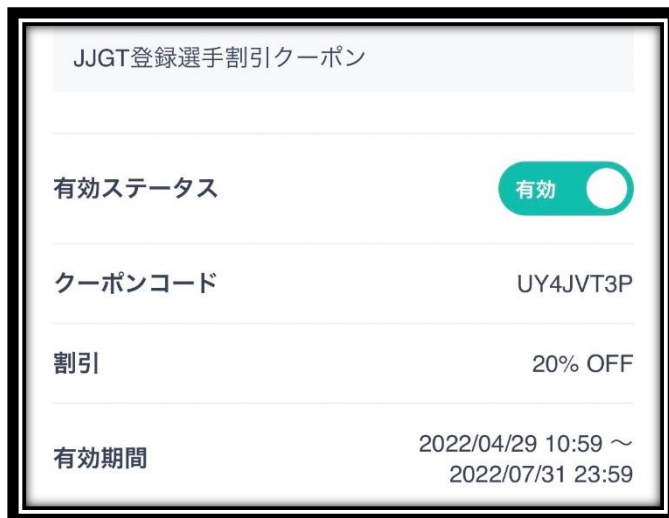 JJGT登録選手割引クーポン
有効ステータス 有効
クーポンコード UY4JVT3P
割引 20% OFF
有効期間 2022/04/29 10:59 〜
2022/07/31 23:59